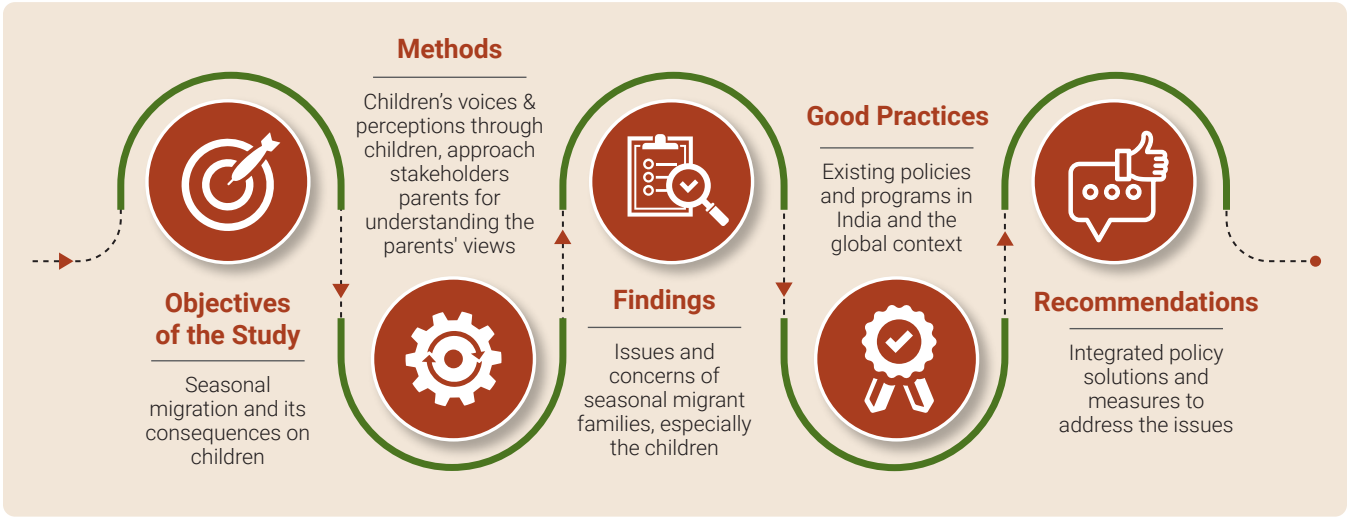 Objectives
of the Study
Seasonal
migration and its
consequences on
children
Methods
Children’s voices &
perceptions through
children, approach
stakeholders
parents for
understanding the
parents' views
Findings
Issues and
concerns of
seasonal migrant
families, especially
the children
Good Practices
Existing policies
and programs in
India and the
global context
Recommendations
Integrated policy
solutions and
measures to
address the issues